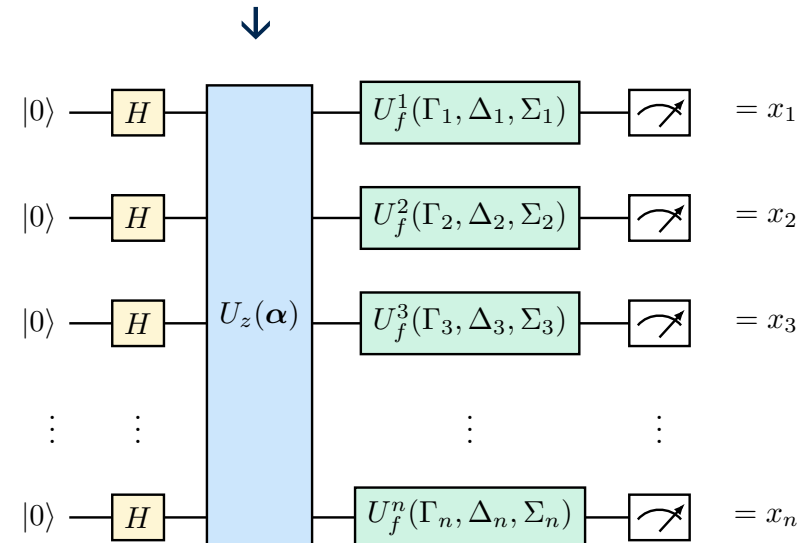 |0⟩ H U_f^1(Γ_1, Δ_1, Σ_1) = x_1
|0⟩ H U_f^2(Γ_2, Δ_2, Σ_2) = x_2
|0⟩ H U_z(α) U_f^3(Γ_3, Δ_3, Σ_3) = x_3
⋮ ⋮ ⋮ ⋮
|0⟩ H U_f^n(Γ_n, Δ_n, Σ_n) = x_n